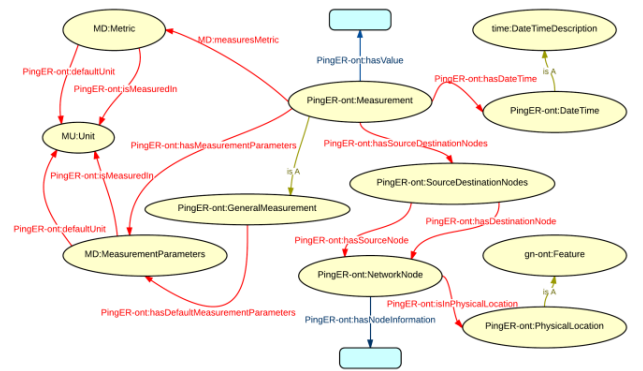 MD:Metric
time:DateTimeDescription
MD:measuresMetric
PingER-ont:hasValue
PingER-ont:defaultUnit
is A
PingER-ont:hasDateTime
PingER-ont:isMeasuredIn
PingER-ont:Measurement
PingER-ont:DateTime
MU:Unit
PingER-ont:hasMeasurementParameters
PingER-ont:hasSourceDestinationNodes
is A
PingER-ont:isMeasuredIn
PingER-ont:SourceDestinationNodes
PingER-ont:GeneralMeasurement
PingER-ont:hasDestinationNode
PingER-ont:defaultUnit
PingER-ont:hasSourceNode
MD:MeasurementParameters
gn-ont:Feature
PingER-ont:NetworkNode
is A
PingER-ont:isInPhysicalLocation
PingER-ont:hasDefaultMeasurementParameters
PingER-ont:hasNodeInformation
PingER-ont:PhysicalLocation